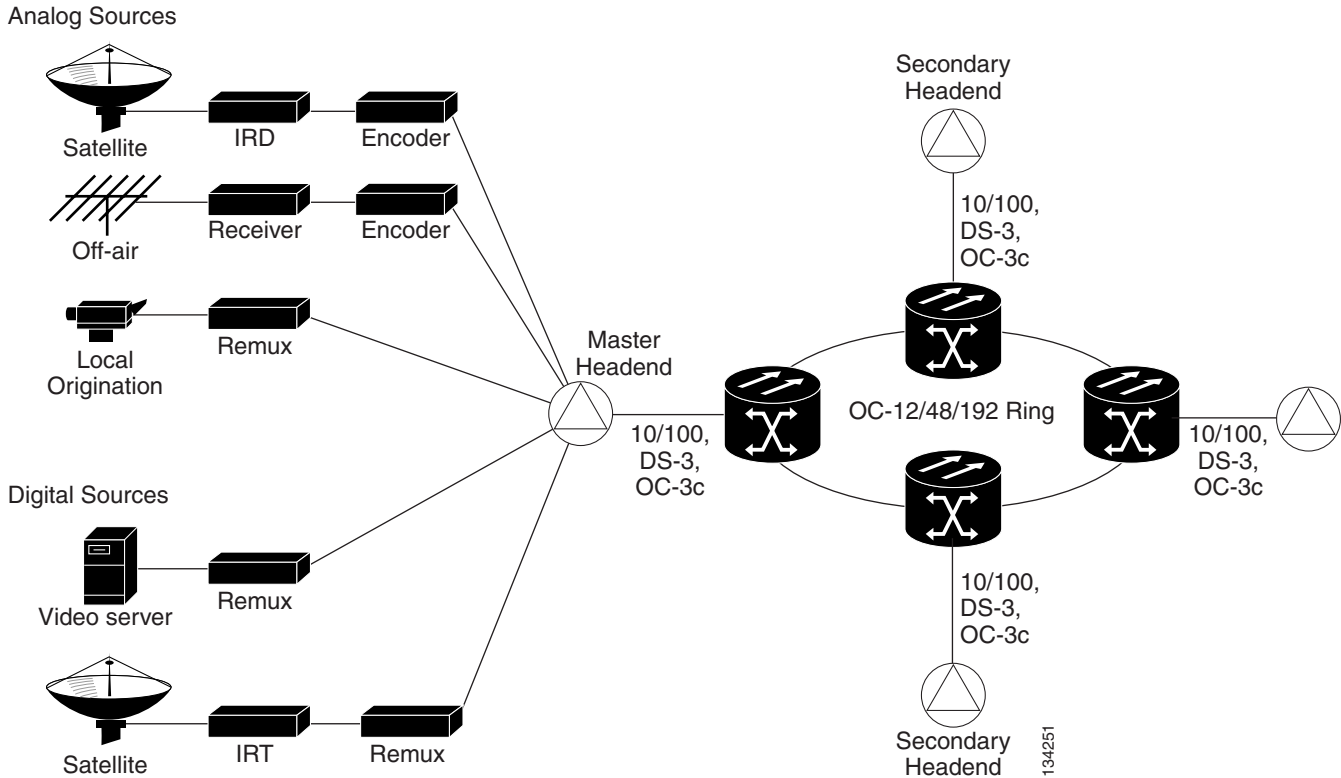 Analog Sources
Satellite
IRD
Encoder
Off-air
Receiver
Encoder
Local
Origination
Remux
Digital Sources
Video server
Remux
Satellite
IRT
Remux
Master
Headend
10/100,
DS-3,
OC-3c
Secondary
Headend
10/100,
DS-3,
OC-3c
OC-12/48/192 Ring
10/100,
DS-3,
OC-3c
10/100,
DS-3,
OC-3c
Secondary
Headend
134251